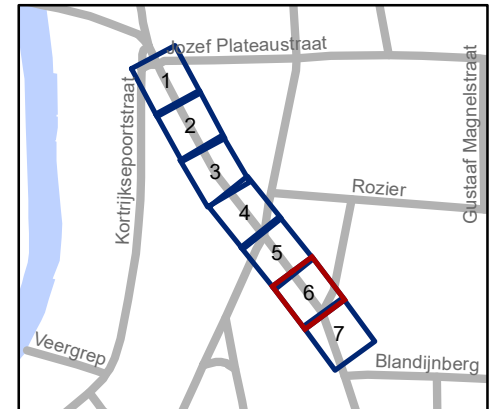 Jozef Plateaustraat
Kortrijksepoortstraat
Gustaaf Magnelstraat
1
2
3
Rozier
4
5
6
7
Veergrep
Blandijnberg